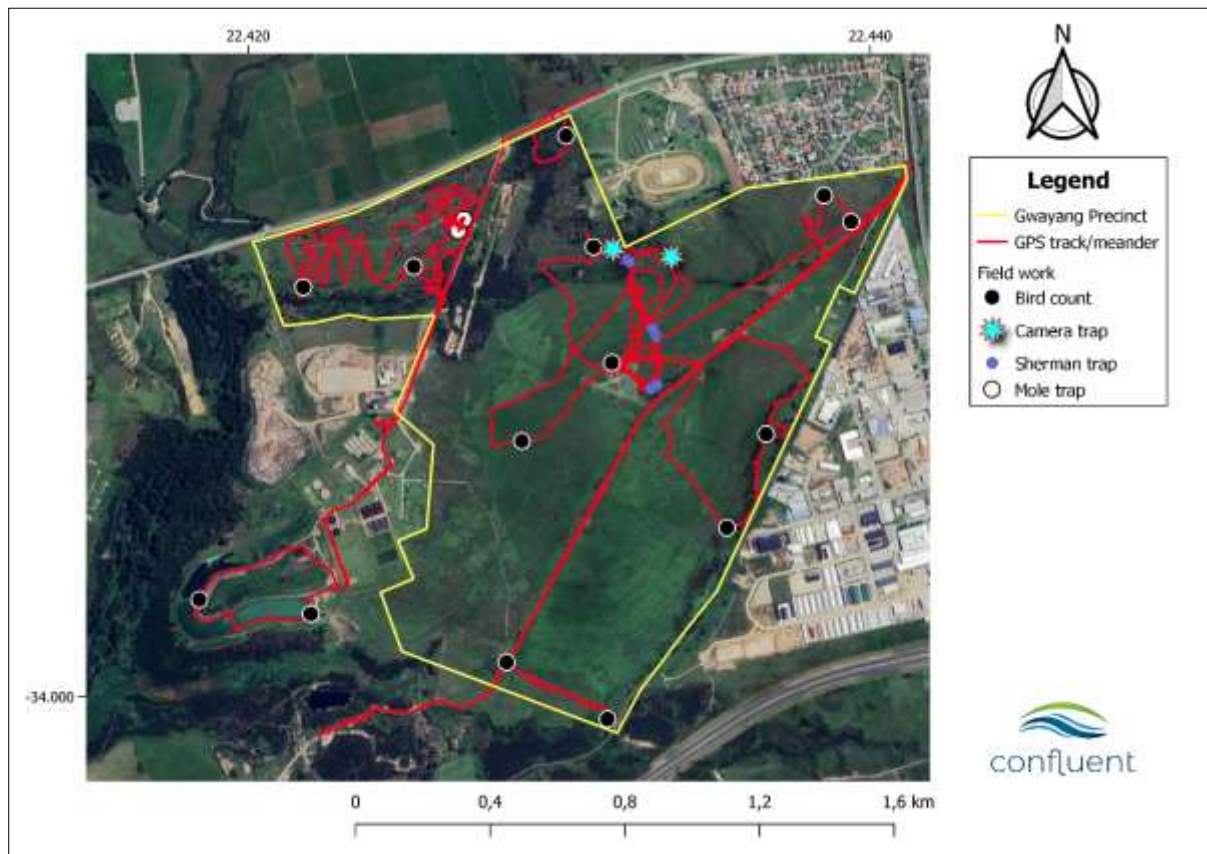 22.420
22.440
N
Legend
Gwayang Precinct
GPS track/meander
Field work
Bird count
Camera trap
Sherman trap
Mole trap
-34.000
confluent
0 0,4 0,8 1,2 1,6 km